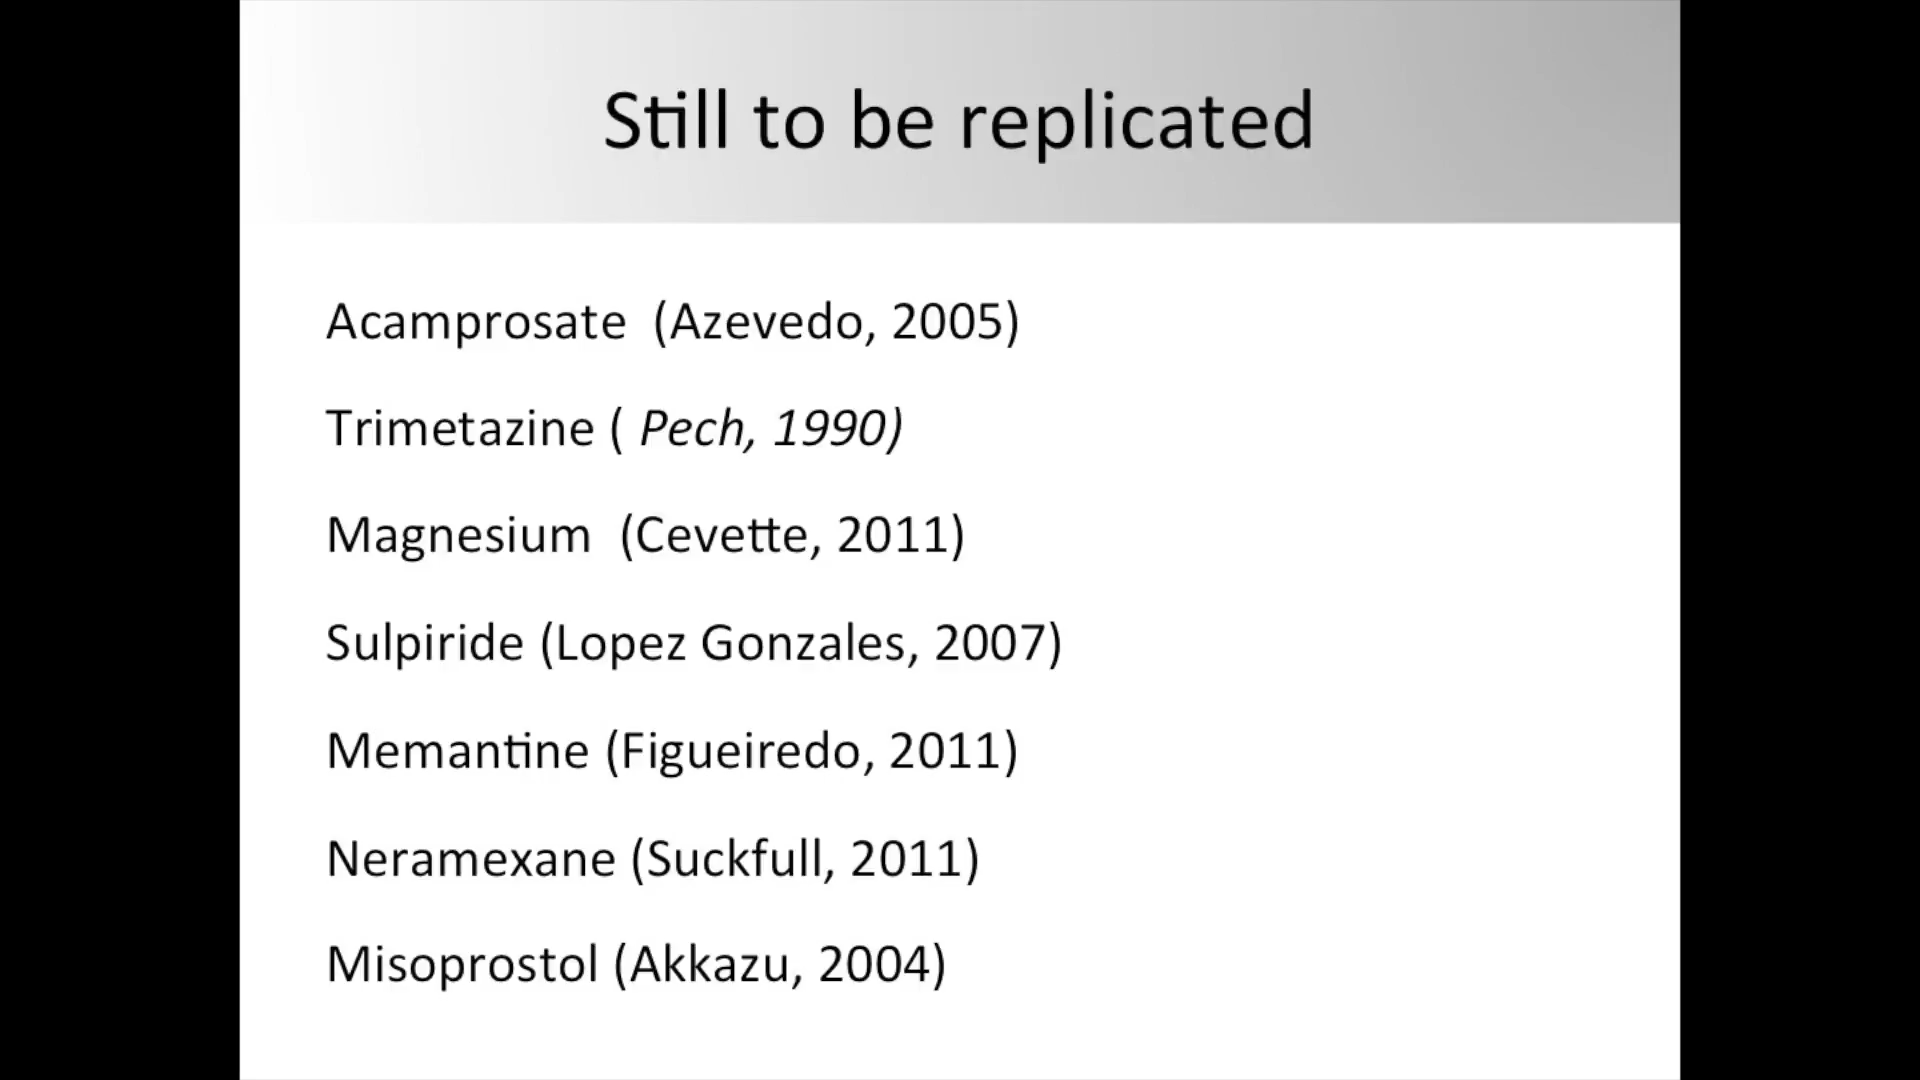 Still to be replicated
Acamprosate (Azevedo, 2005)
Trimetazine ( Pech, 1990)
Magnesium (Cevette, 2011)
Sulpiride (Lopez Gonzales, 2007)
Memantine (Figueiredo, 2011)
Neramexane (Suckfull, 2011)
Misoprostol (Akkazu, 2004)